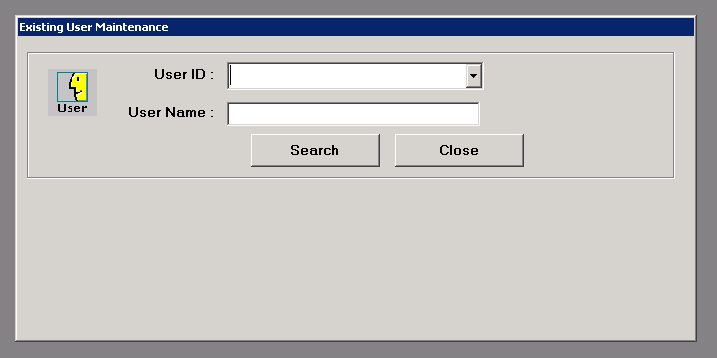 Existing User Maintenance
User ID :
User
User Name :
Search Close